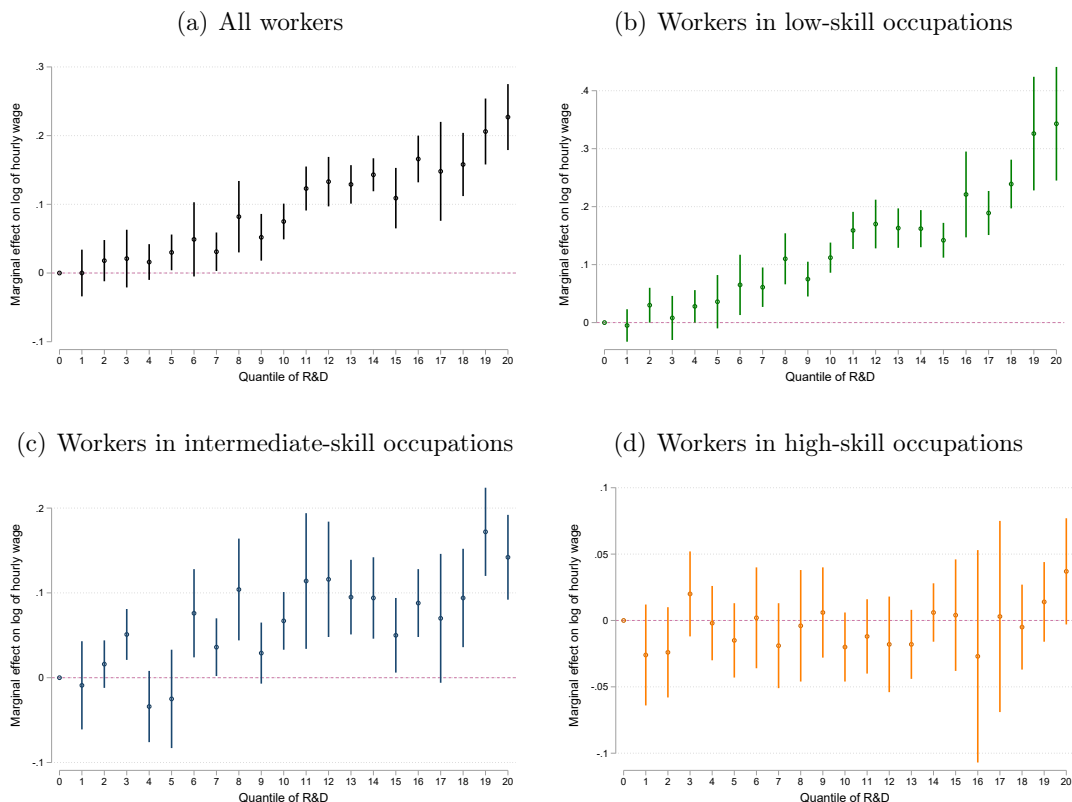 (a) All workers
Marginal effect on log of hourly wage
.3
.2
.1
0
-.1
0 1 2 3 4 5 6 7 8 9 10 11 12 13 14 15 16 17 18 19 20
Quantile of R&D
(b) Workers in low-skill occupations
Marginal effect on log of hourly wage
.4
.3
.2
.1
0
0 1 2 3 4 5 6 7 8 9 10 11 12 13 14 15 16 17 18 19 20
Quantile of R&D
(c) Workers in intermediate-skill occupations
Marginal effect on log of hourly wage
.2
.1
0
-.1
0 1 2 3 4 5 6 7 8 9 10 11 12 13 14 15 16 17 18 19 20
Quantile of R&D
(d) Workers in high-skill occupations
Marginal effect on log of hourly wage
.1
.05
0
-.05
-.1
0 1 2 3 4 5 6 7 8 9 10 11 12 13 14 15 16 17 18 19 20
Quantile of R&D